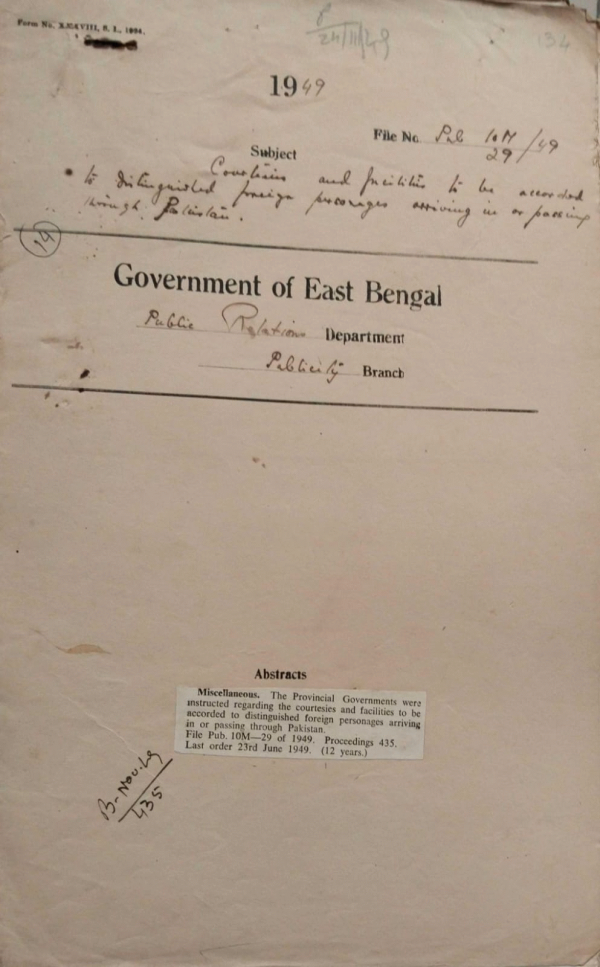 Form No. XXXVIII, S. I., 1894.
24/11/49
134
1949
File No. Pub 10M/29/49
Subject
Courtesies and facilities to be accorded
to distinguished foreign personages arriving in or passing
through Pakistan.
14
Government of East Bengal
Public Relations Department
Publicity Branch
Abstracts
Miscellaneous. The Provincial Governments were
instructed regarding the courtesies and facilities to be
accorded to distinguished foreign personages arriving
in or passing through Pakistan.
File Pub. 10M—29 of 1949. Proceedings 435.
Last order 23rd June 1949. (12 years.)
B-Nov.49
435